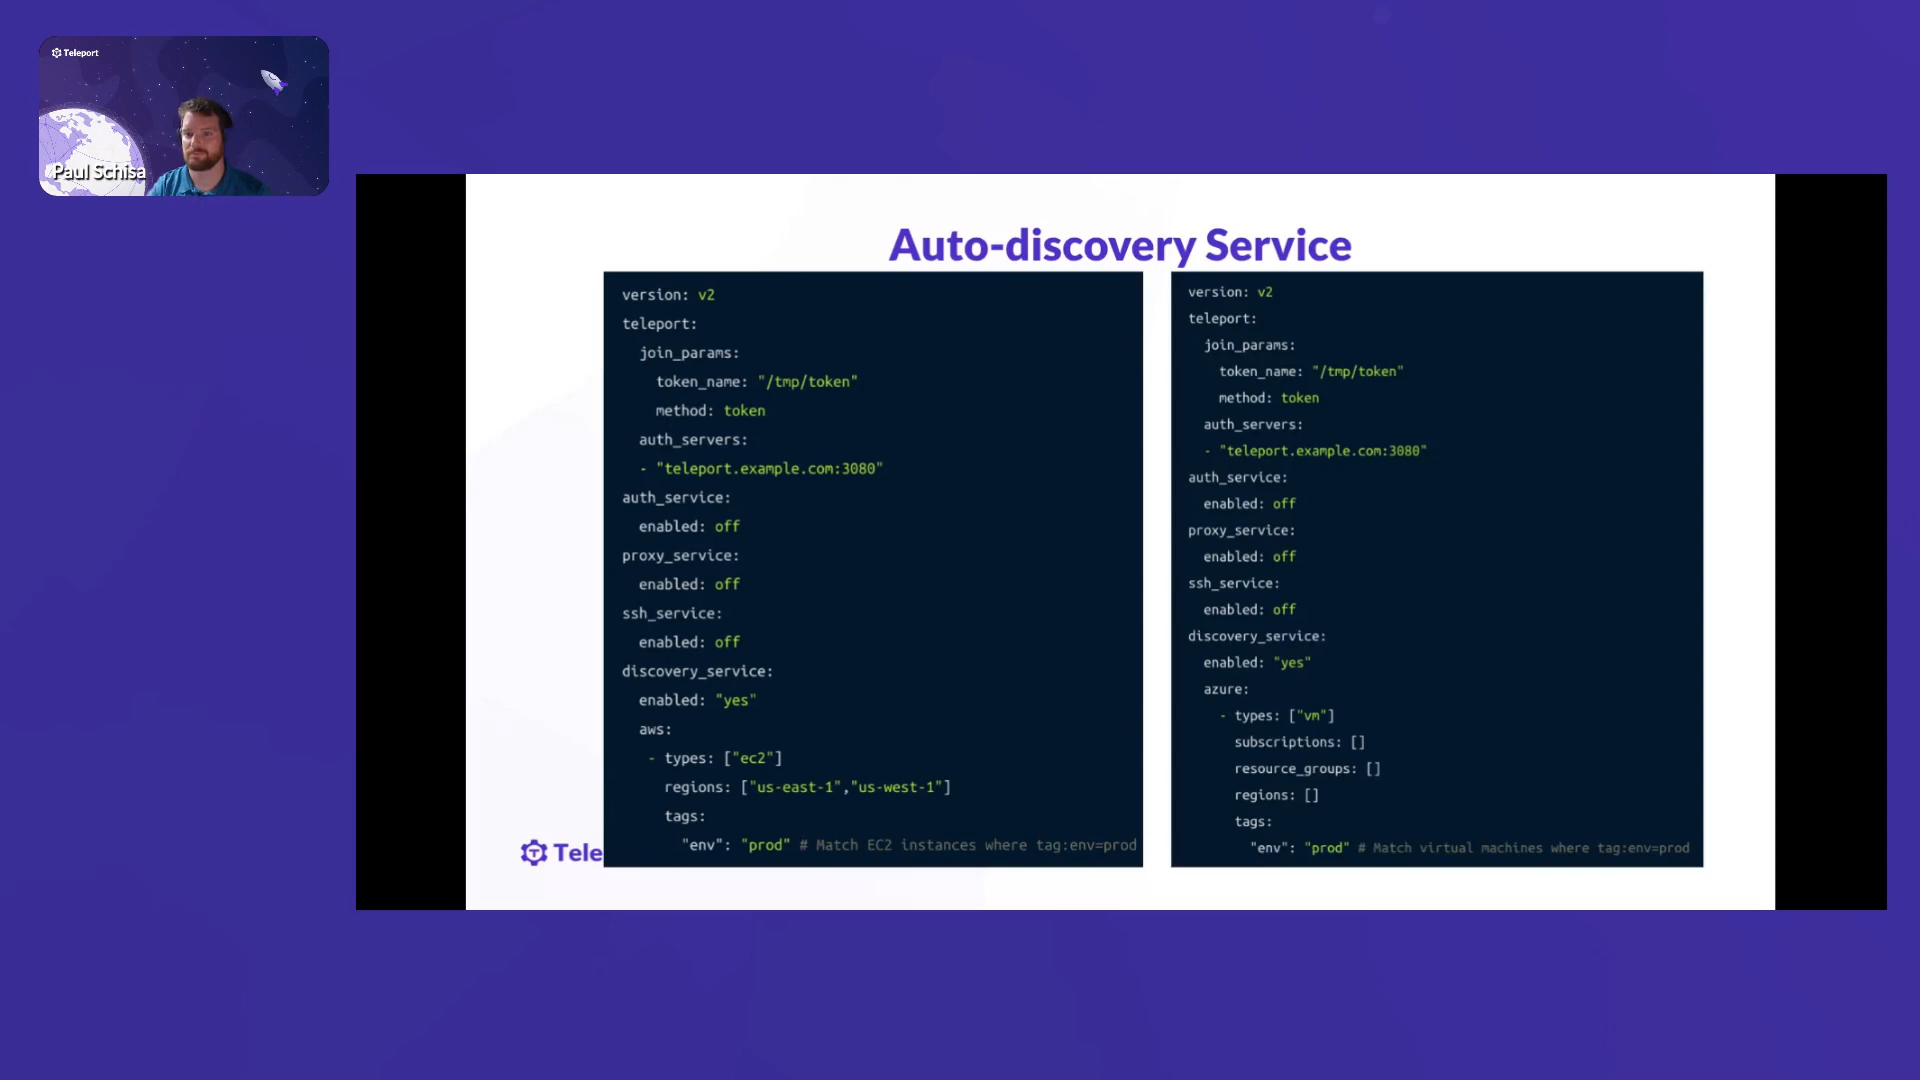 Teleport
Paul Schisa
Auto-discovery Service
version: v2
teleport:
join_params:
token_name: "/tmp/token"
method: token
auth_servers:
- "teleport.example.com:3080"
auth_service:
enabled: off
proxy_service:
enabled: off
ssh_service:
enabled: off
discovery_service:
enabled: "yes"
aws:
- types: ["ec2"]
regions: ["us-east-1","us-west-1"]
tags:
"env": "prod" # Match EC2 instances where tag:env=prod
version: v2
teleport:
join_params:
token_name: "/tmp/token"
method: token
auth_servers:
- "teleport.example.com:3080"
auth_service:
enabled: off
proxy_service:
enabled: off
ssh_service:
enabled: off
discovery_service:
enabled: "yes"
azure:
- types: ["vm"]
subscriptions: []
resource_groups: []
regions: []
tags:
"env": "prod" # Match virtual machines where tag:env=prod
Tele